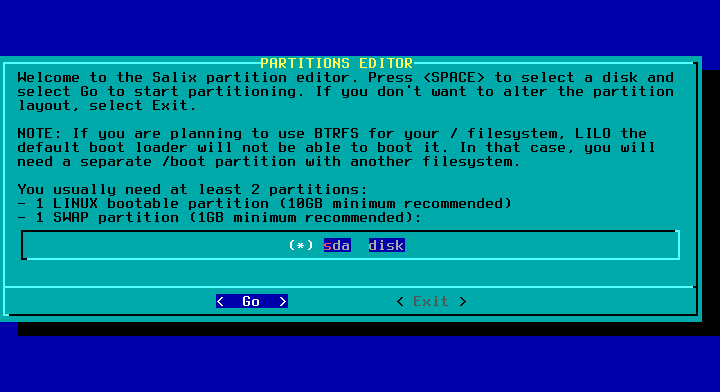 PARTITIONS EDITOR
Welcome to the Salix partition editor. Press <SPACE> to select a disk and
select Go to start partitioning. If you don't want to alter the partition
layout, select Exit.
NOTE: If you are planning to use BTRFS for your / filesystem, LILO the
default boot loader will not be able to boot it. In that case, you will
need a separate /boot partition with another filesystem.
You usually need at least 2 partitions:
- 1 LINUX bootable partition (10GB minimum recommended)
- 1 SWAP partition (1GB minimum recommended):
(*) sda  disk
<  Go  > < Exit >